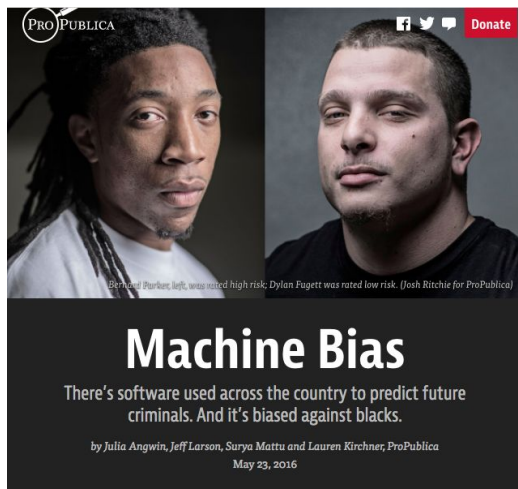 PRO PUBLICA
Donate
Bernard Parker, left, was rated high risk; Dylan Fugett was rated low risk. (Josh Ritchie for ProPublica)
Machine Bias
There's software used across the country to predict future
criminals. And it's biased against blacks.
by Julia Angwin, Jeff Larson, Surya Mattu and Lauren Kirchner, ProPublica
May 23, 2016